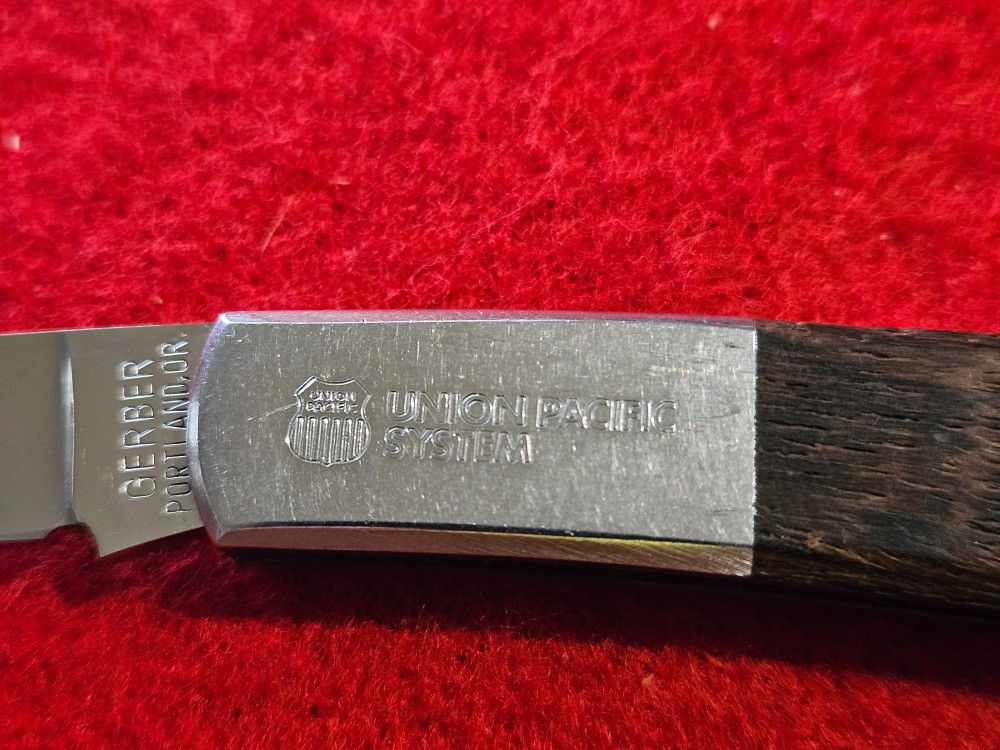 GERBER
PORTLAND, OR.
UNION
PACIFIC
UNION PACIFIC
SYSTEM